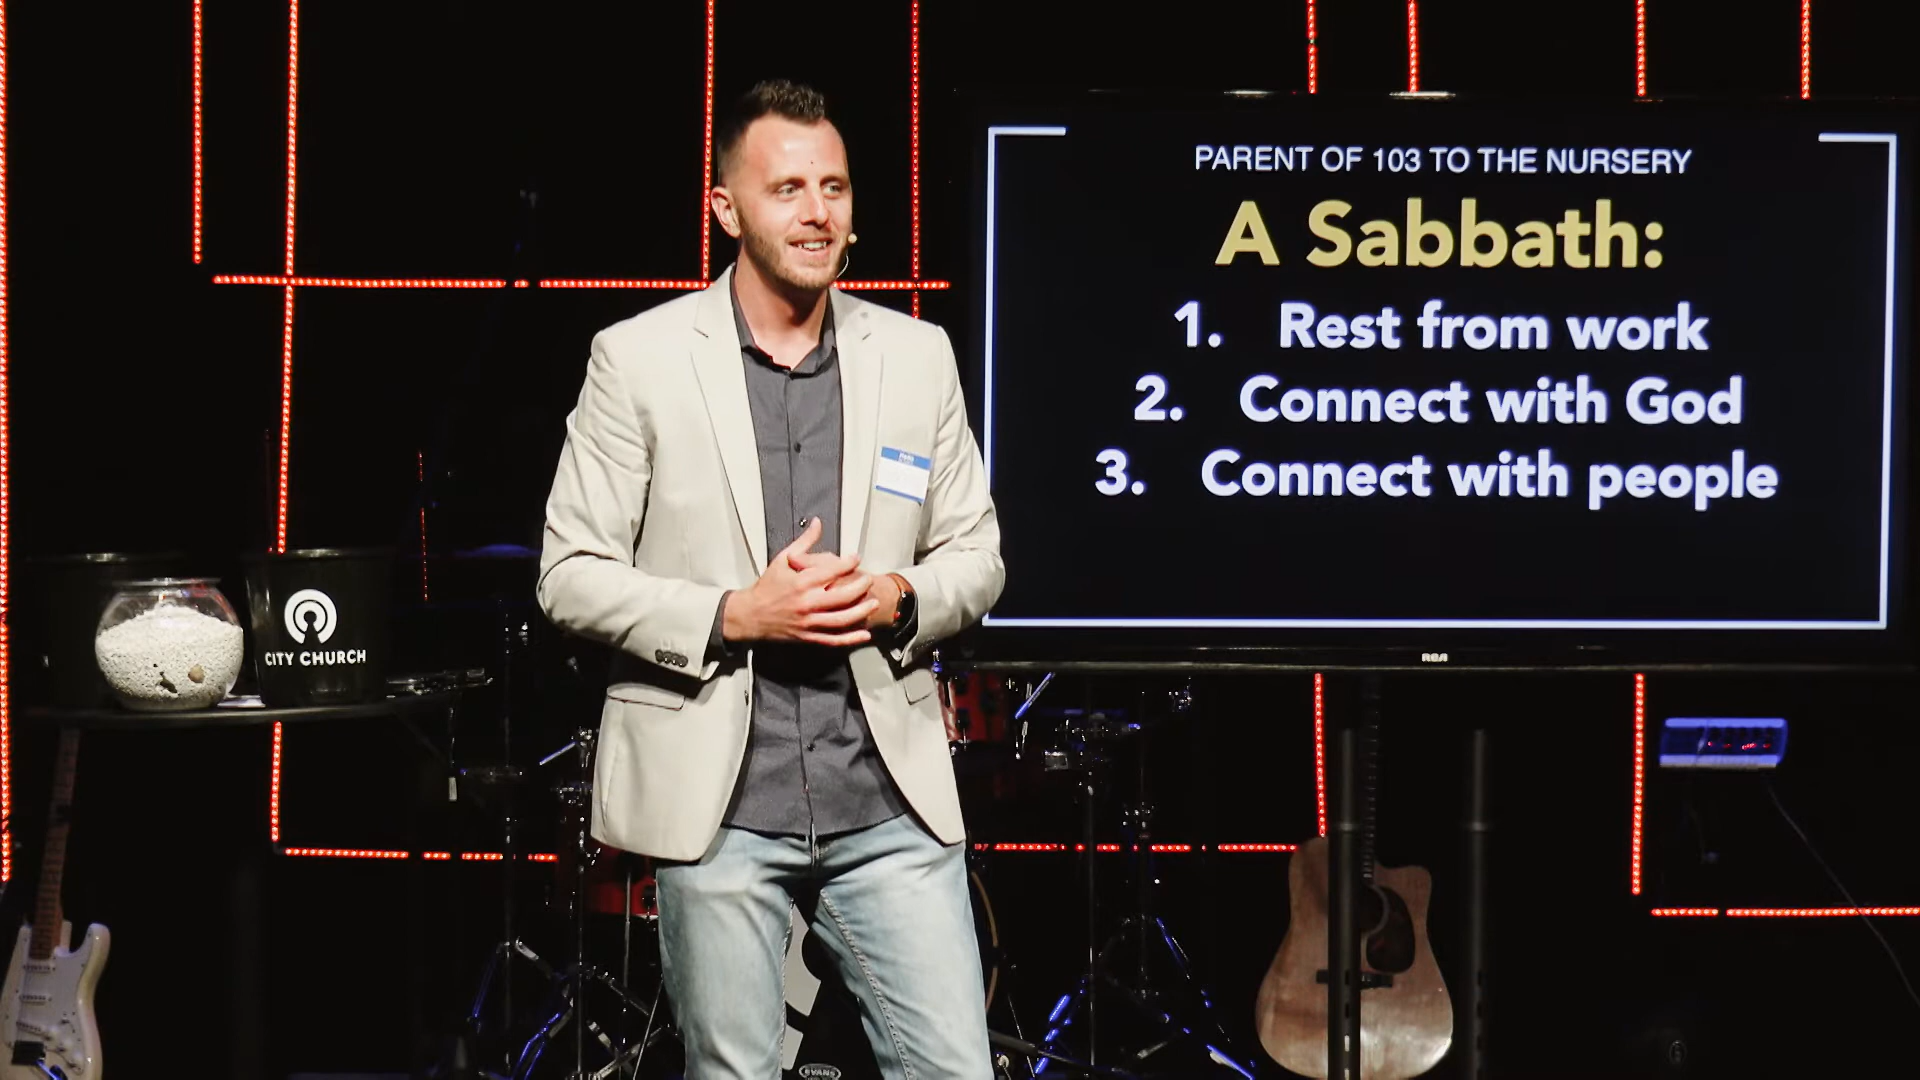 PARENT OF 103 TO THE NURSERY
A Sabbath:
1. Rest from work
2. Connect with God
3. Connect with people
RCA
Hello
CITY CHURCH
EVANS